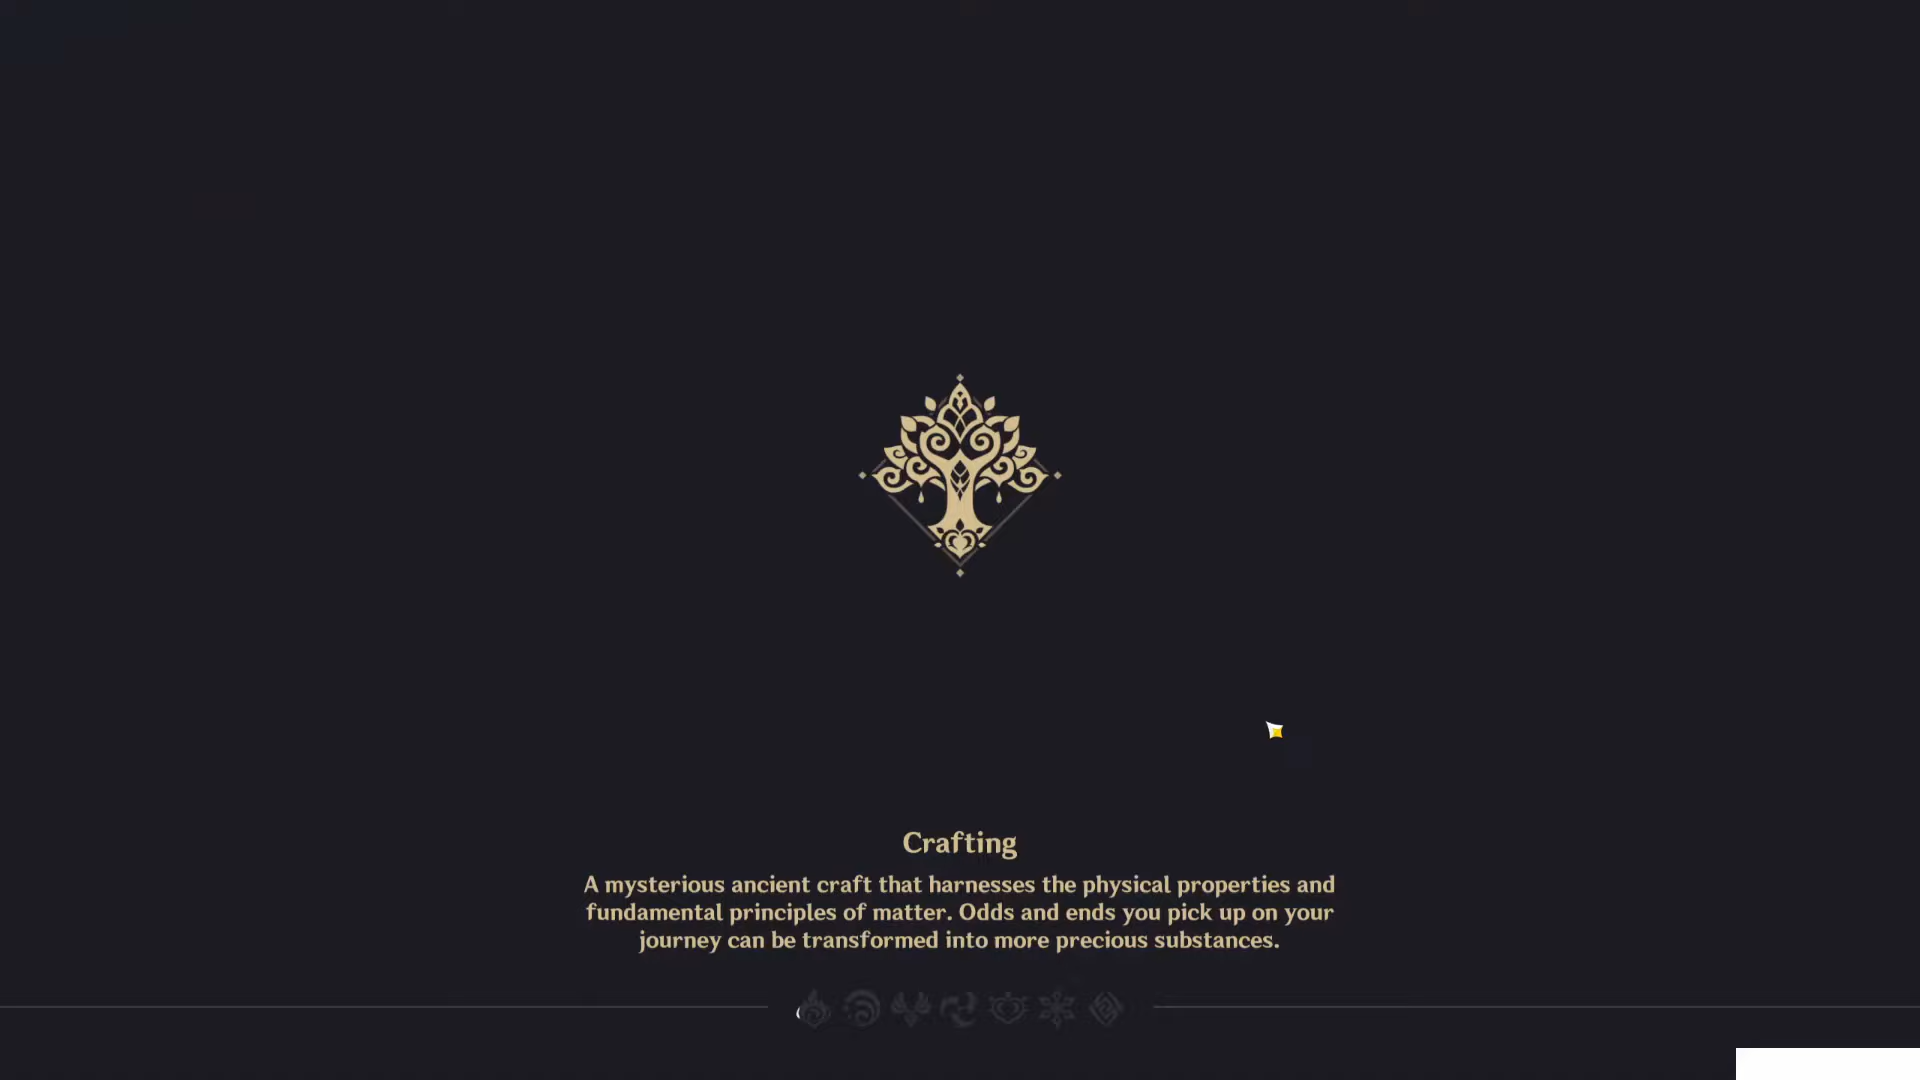 Crafting
A mysterious ancient craft that harnesses the physical properties and
fundamental principles of matter. Odds and ends you pick up on your
journey can be transformed into more precious substances.